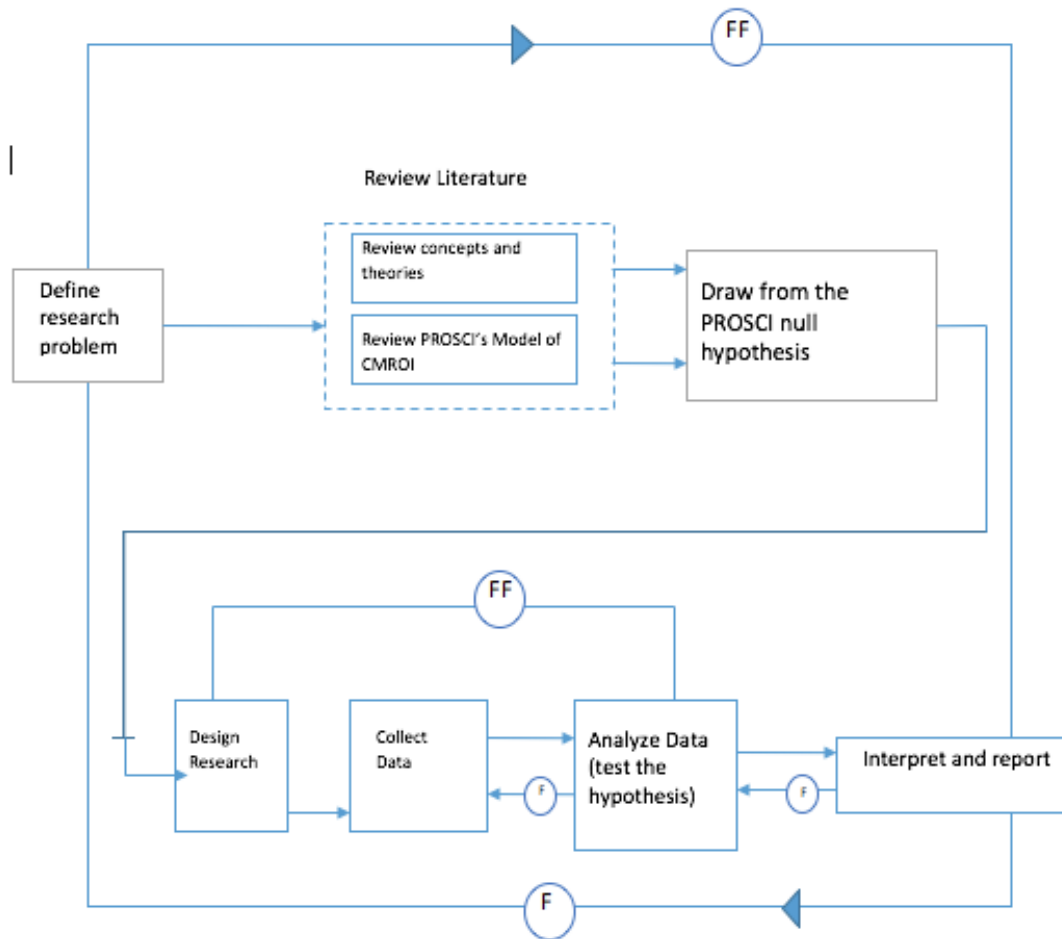 FF
Review Literature
Define
research
problem
Review concepts and
theories
Review PROSCI's Model of
CMROI
Draw from the
PROSCI null
hypothesis
FF
Design
Research
Collect
Data
Analyze Data
(test the
hypothesis)
Interpret and report
F
F
F